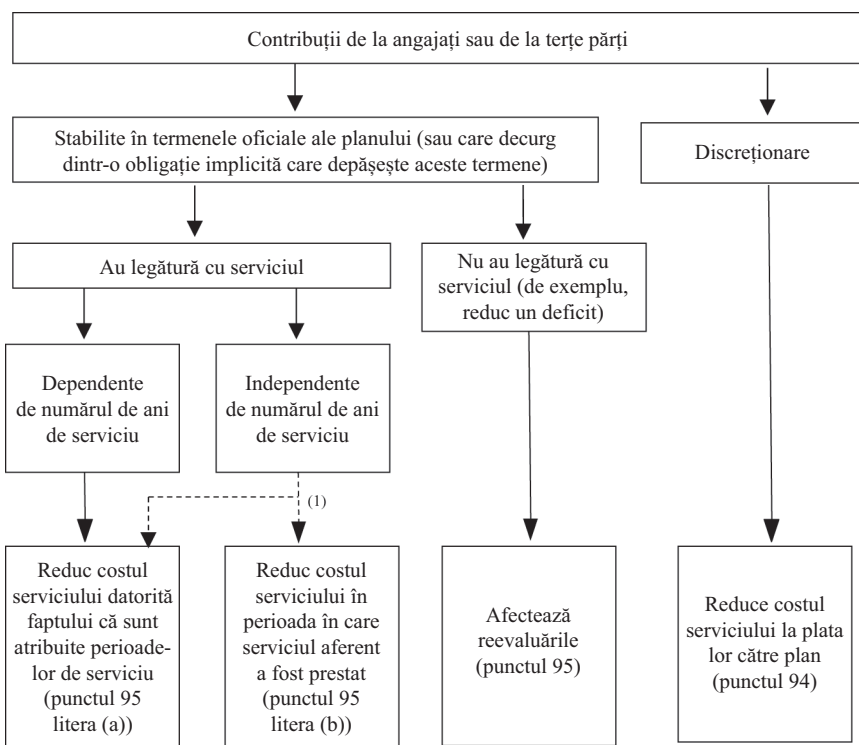 Contribuții de la angajați sau de la terțe părți
Stabilite în termenele oficiale ale planului (sau care decurg
dintr-o obligație implicită care depășește aceste termene)
Discreționare
Au legătură cu serviciul
Nu au legătură cu
serviciul (de exemplu,
reduc un deficit)
Dependente
de numărul de ani
de serviciu
Independente
de numărul de ani
de serviciu
(1)
Reduc costul
serviciului datorită
faptului că sunt
atribuite perioade-
lor de serviciu
(punctul 95
litera (a))
Reduc costul
serviciului în
perioada în care
serviciul aferent
a fost prestat
(punctul 95
litera (b))
Afectează
reevaluările
(punctul 95)
Reduce costul
serviciului la plata
lor către plan
(punctul 94)